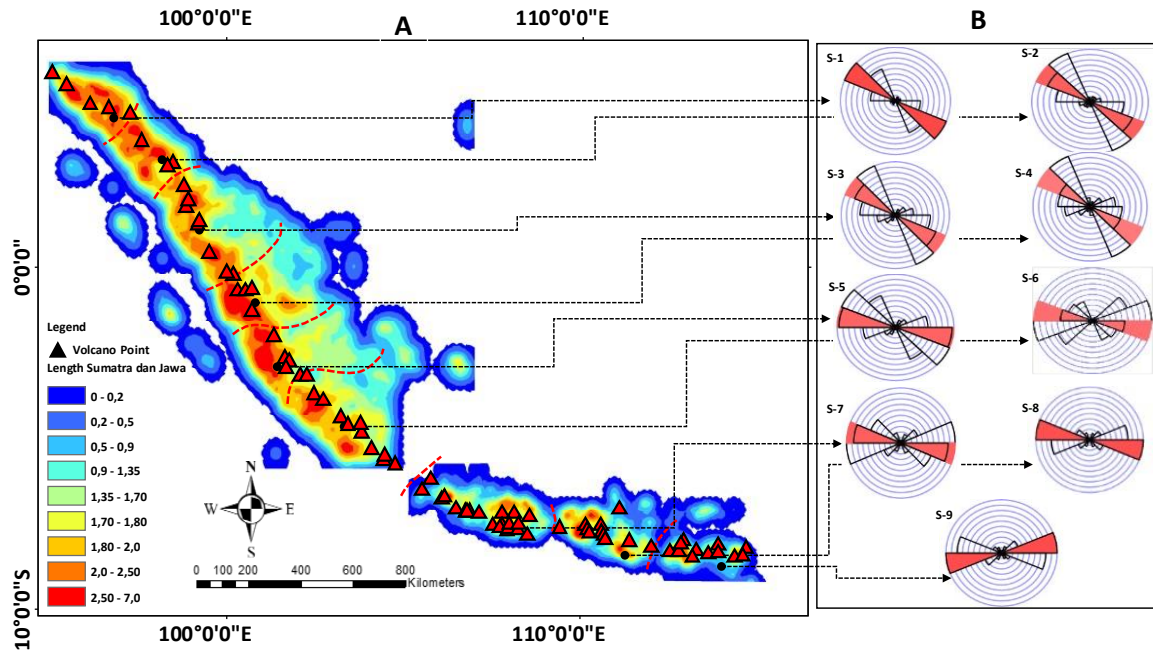 100°0'0"E
110°0'0"E
A
B
0°0'0"
10°0'0"S
Legend
Volcano Point
Length Sumatra dan Jawa
0 - 0,2
0,2 - 0,5
0,5 - 0,9
0,9 - 1,35
1,35 - 1,70
1,70 - 1,80
1,80 - 2,0
2,0 - 2,50
2,50 - 7,0
N
W
E
S
0 100 200 400 600 800
Kilometers
100°0'0"E
110°0'0"E
S-1
S-2
S-3
S-4
S-5
S-6
S-7
S-8
S-9